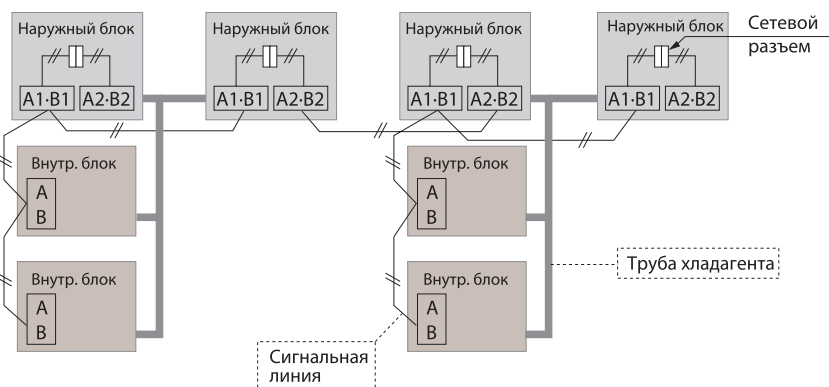 Наружный блок
A1·B1 A2·B2
Наружный блок
A1·B1 A2·B2
Наружный блок
A1·B1 A2·B2
Наружный блок
A1·B1 A2·B2
Сетевой
разъем
Внутр. блок
A
B
Внутр. блок
A
B
Внутр. блок
A
B
Внутр. блок
A
B
Труба хладагента
Сигнальная
линия